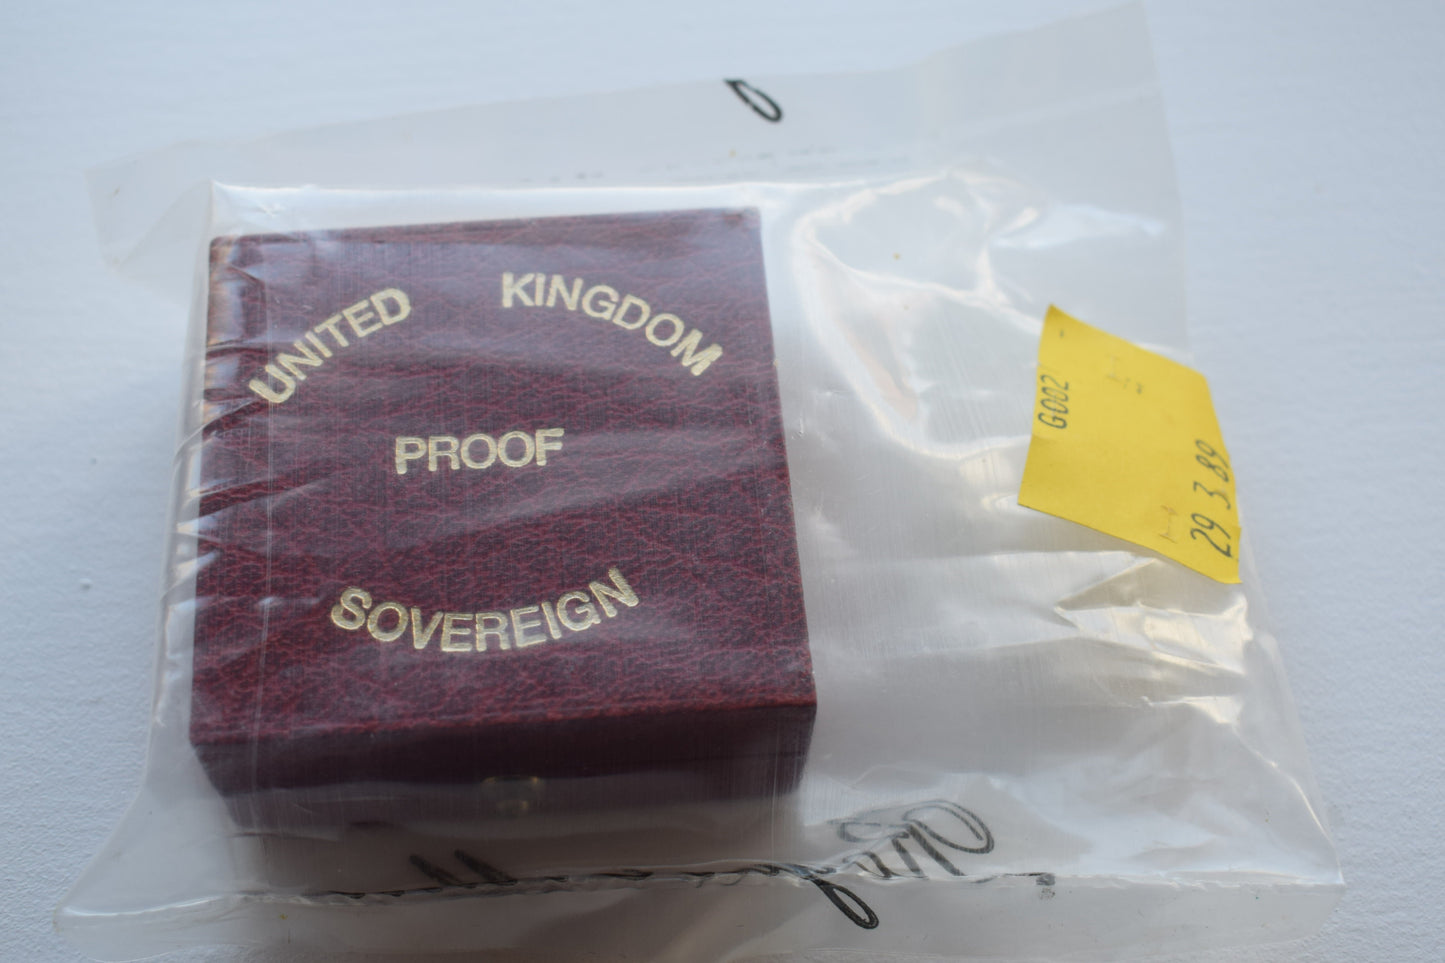 UNITED KINGDOM
PROOF
SOVEREIGN
G002
29 3 89